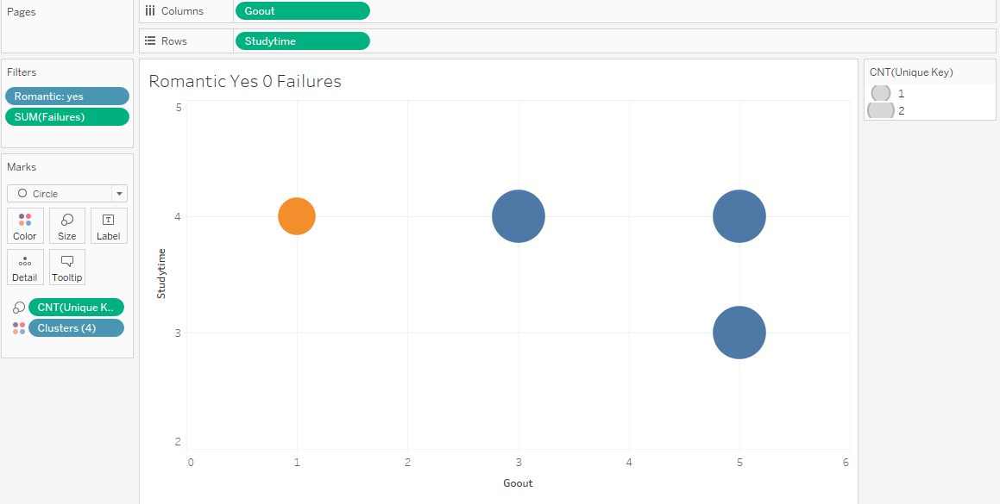 Pages
Columns
Goout
Rows
Studytime
Filters
Romantic: yes
SUM(Failures)
Marks
Circle
Color
Size
Label
Detail
Tooltip
CNT(Unique K..
Clusters (4)
Romantic Yes 0 Failures
5
4
3
2
Studytime
0
1
2
3
4
5
6
Goout
CNT(Unique Key)
1
2